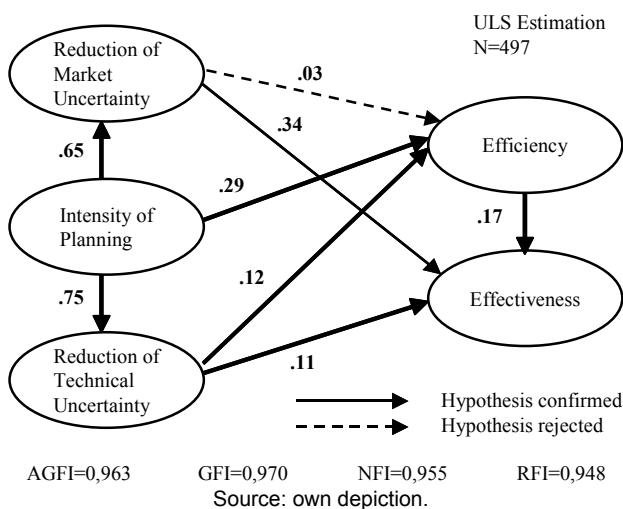 ULS Estimation
N=497
Reduction of
Market
Uncertainty
.03
.34
Efficiency
.65
.29
Intensity of
Planning
.17
.12
.75
Effectiveness
Reduction of
Technical
Uncertainty
.11
Hypothesis confirmed
Hypothesis rejected
AGFI=0,963 GFI=0,970 NFI=0,955 RFI=0,948
Source: own depiction.